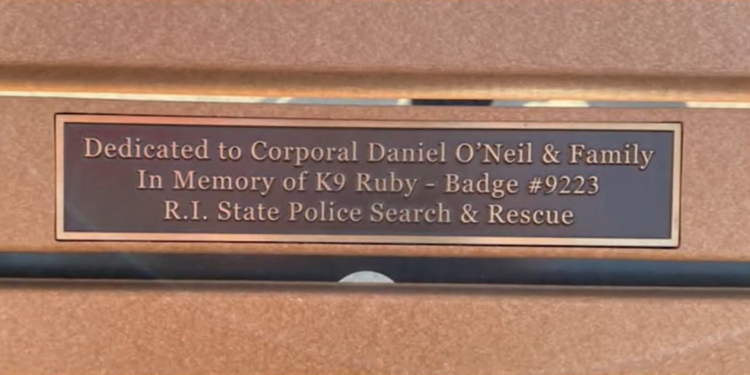 Dedicated to Corporal Daniel O'Neil & Family
In Memory of K9 Ruby - Badge #9223
R.I. State Police Search & Rescue